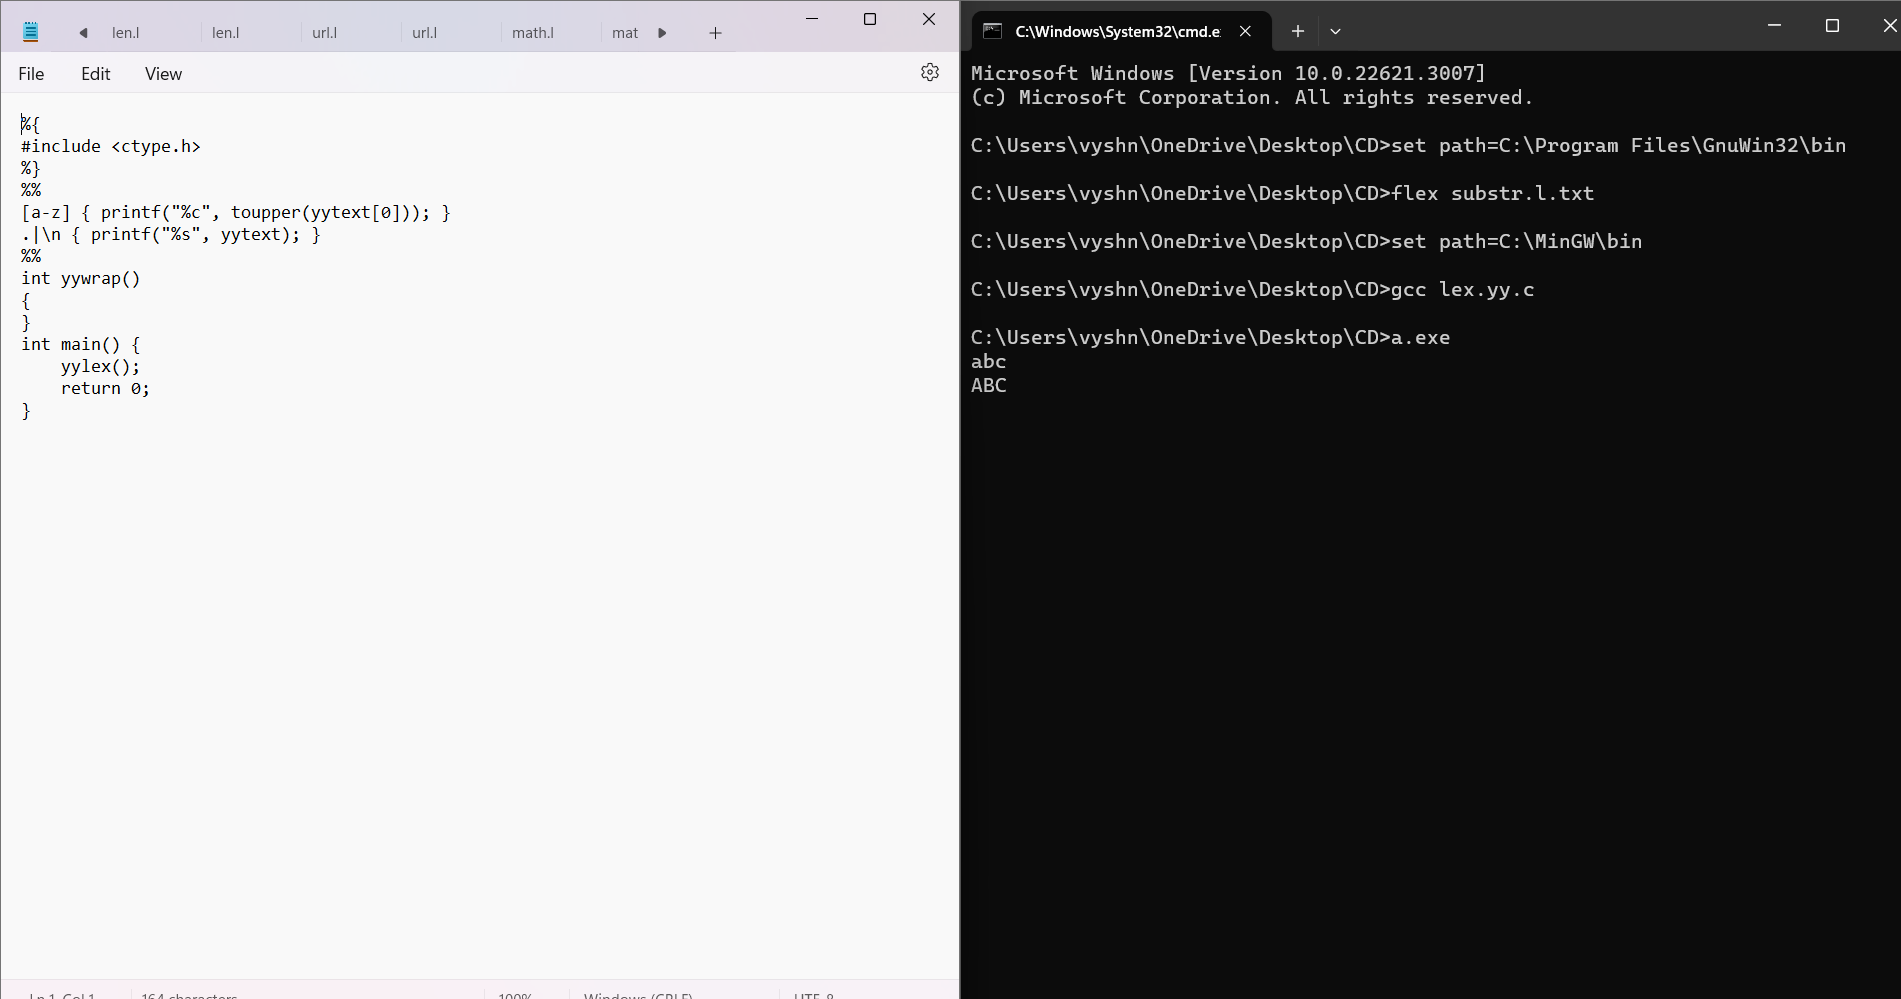 len.l len.l url.l url.l math.l mat
File Edit View
%{
#include <ctype.h>
%}
%%
[a-z] { printf("%c", toupper(yytext[0])); }
.|\n { printf("%s", yytext); }
%%
int yywrap()
{
}
int main() {
    yylex();
    return 0;
}
Ln 1, Col 1 164 characters 100% Windows (CRLF) UTF-8
C:\Windows\System32\cmd.e
Microsoft Windows [Version 10.0.22621.3007]
(c) Microsoft Corporation. All rights reserved.
C:\Users\vyshn\OneDrive\Desktop\CD>set path=C:\Program Files\GnuWin32\bin
C:\Users\vyshn\OneDrive\Desktop\CD>flex substr.l.txt
C:\Users\vyshn\OneDrive\Desktop\CD>set path=C:\MinGW\bin
C:\Users\vyshn\OneDrive\Desktop\CD>gcc lex.yy.c
C:\Users\vyshn\OneDrive\Desktop\CD>a.exe
abc
ABC